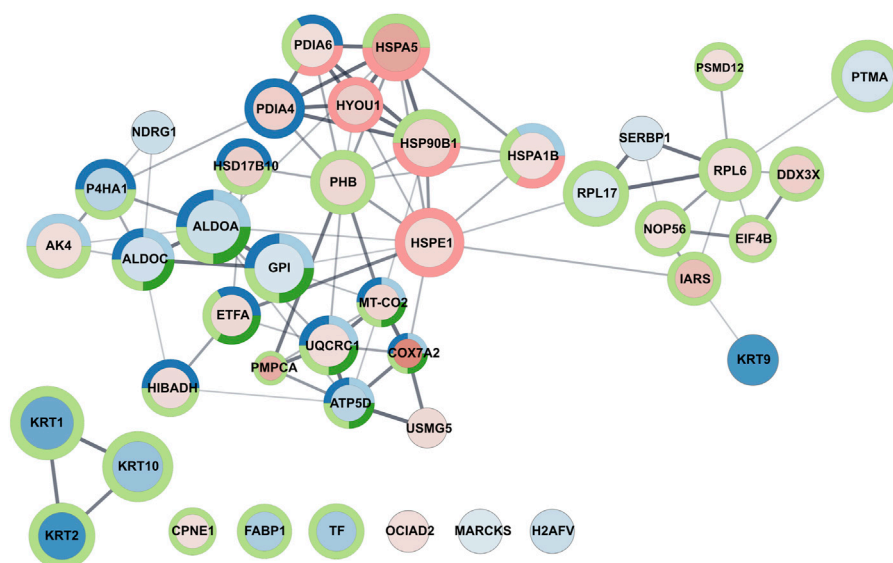 PDIA6
HSPA5
PSMD12
PTMA
PDIA4
HYOU1
NDRG1
HSP90B1
SERBP1
HSPA1B
HSD17B10
RPL6
DDX3X
P4HA1
PHB
RPL17
ALDOA
NOP56
EIF4B
AK4
ALDOC
GPI
HSPE1
IARS
ETFA
MT-CO2
UQCRC1
COX7A2
KRT9
PMPCA
HIBADH
ATP5D
USMG5
KRT1
KRT10
KRT2
CPNE1
FABP1
TF
OCIAD2
MARCKS
H2AFV